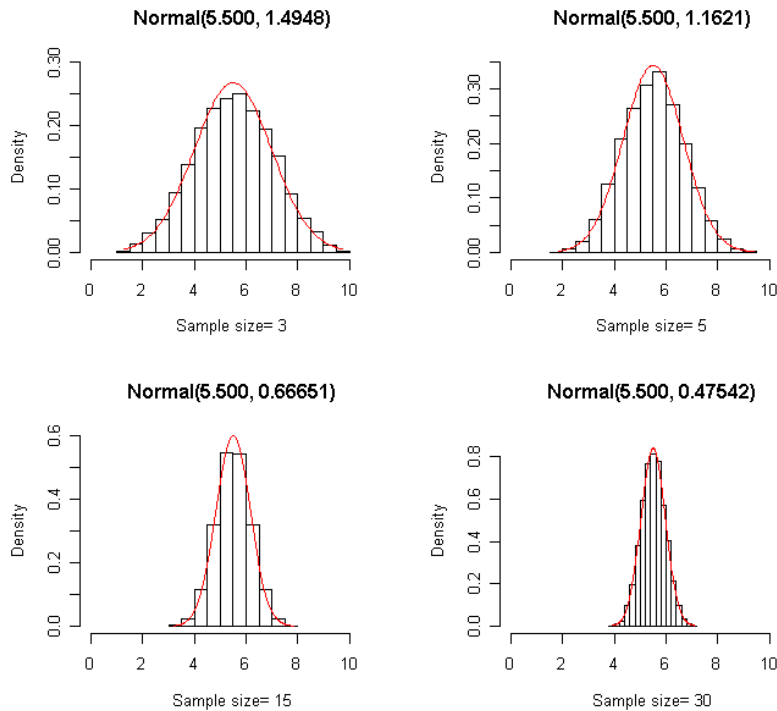 Normal(5.500, 1.4948)
Density
0.00 0.10 0.20 0.30
0 2 4 6 8 10
Sample size= 3
Normal(5.500, 1.1621)
Density
0.00 0.10 0.20 0.30
0 2 4 6 8 10
Sample size= 5
Normal(5.500, 0.66651)
Density
0.0 0.2 0.4 0.6
0 2 4 6 8 10
Sample size= 15
Normal(5.500, 0.47542)
Density
0.0 0.2 0.4 0.6 0.8
0 2 4 6 8 10
Sample size= 30